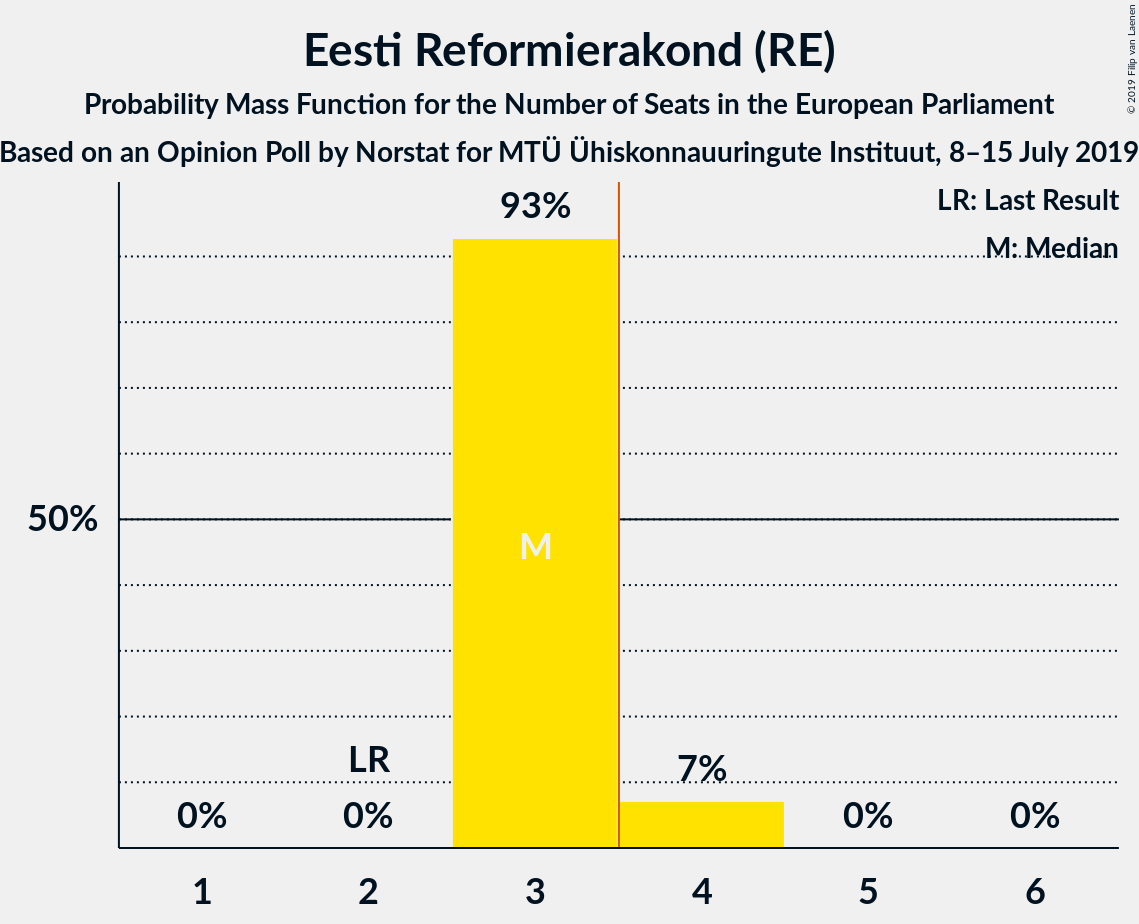 Eesti Reformierakond (RE)
Probability Mass Function for the Number of Seats in the European Parliament
Based on an Opinion Poll by Norstat for MTÜ Ühiskonnauuringute Instituut, 8–15 July 2019
© 2019 Filip van Laenen
LR: Last Result
M: Median
93%
50%
M
LR
7%
0%
0%
0%
0%
1
2
3
4
5
6